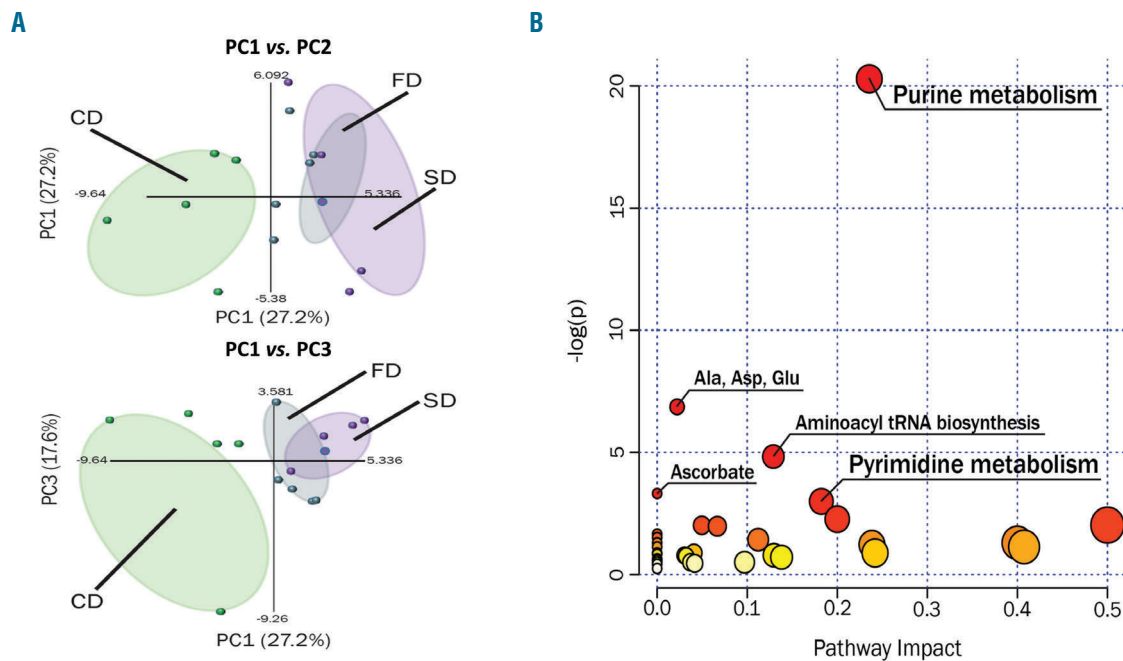 A
PC1 vs. PC2
6.092
FD
CD
SD
-9.64
5.336
PC1 (27.2%)
-5.38
PC1 (27.2%)
PC1 vs. PC3
FD
3.581
SD
-9.64
5.336
PC3 (17.6%)
CD
-9.26
PC1 (27.2%)
B
20
Purine metabolism
15
-log(p)
10
Ala, Asp, Glu
Aminoacyl tRNA biosynthesis
5
Pyrimidine metabolism
Ascorbate
0
0.0 0.1 0.2 0.3 0.4 0.5
Pathway Impact